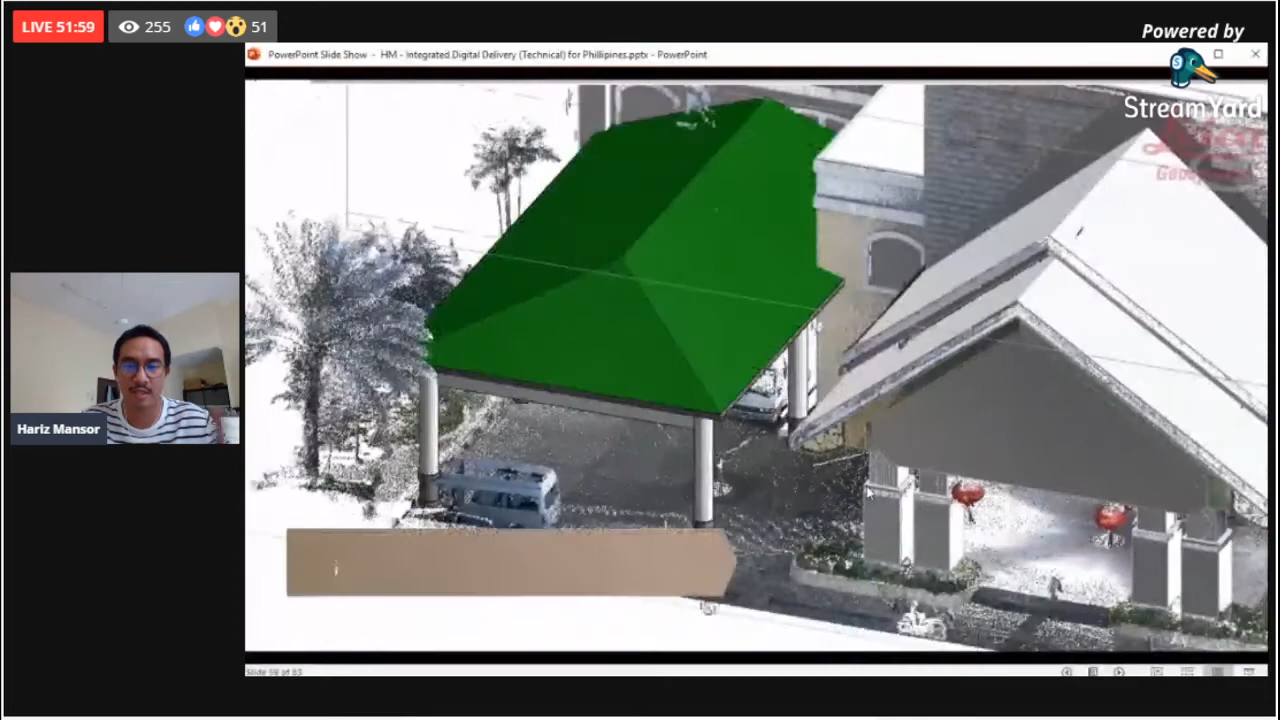 LIVE 51:59
255
51
Powered by
StreamYard
PowerPoint Slide Show - HM - Integrated Digital Delivery (Technical) for Phillipines.pptx - PowerPoint
Hariz Mansor